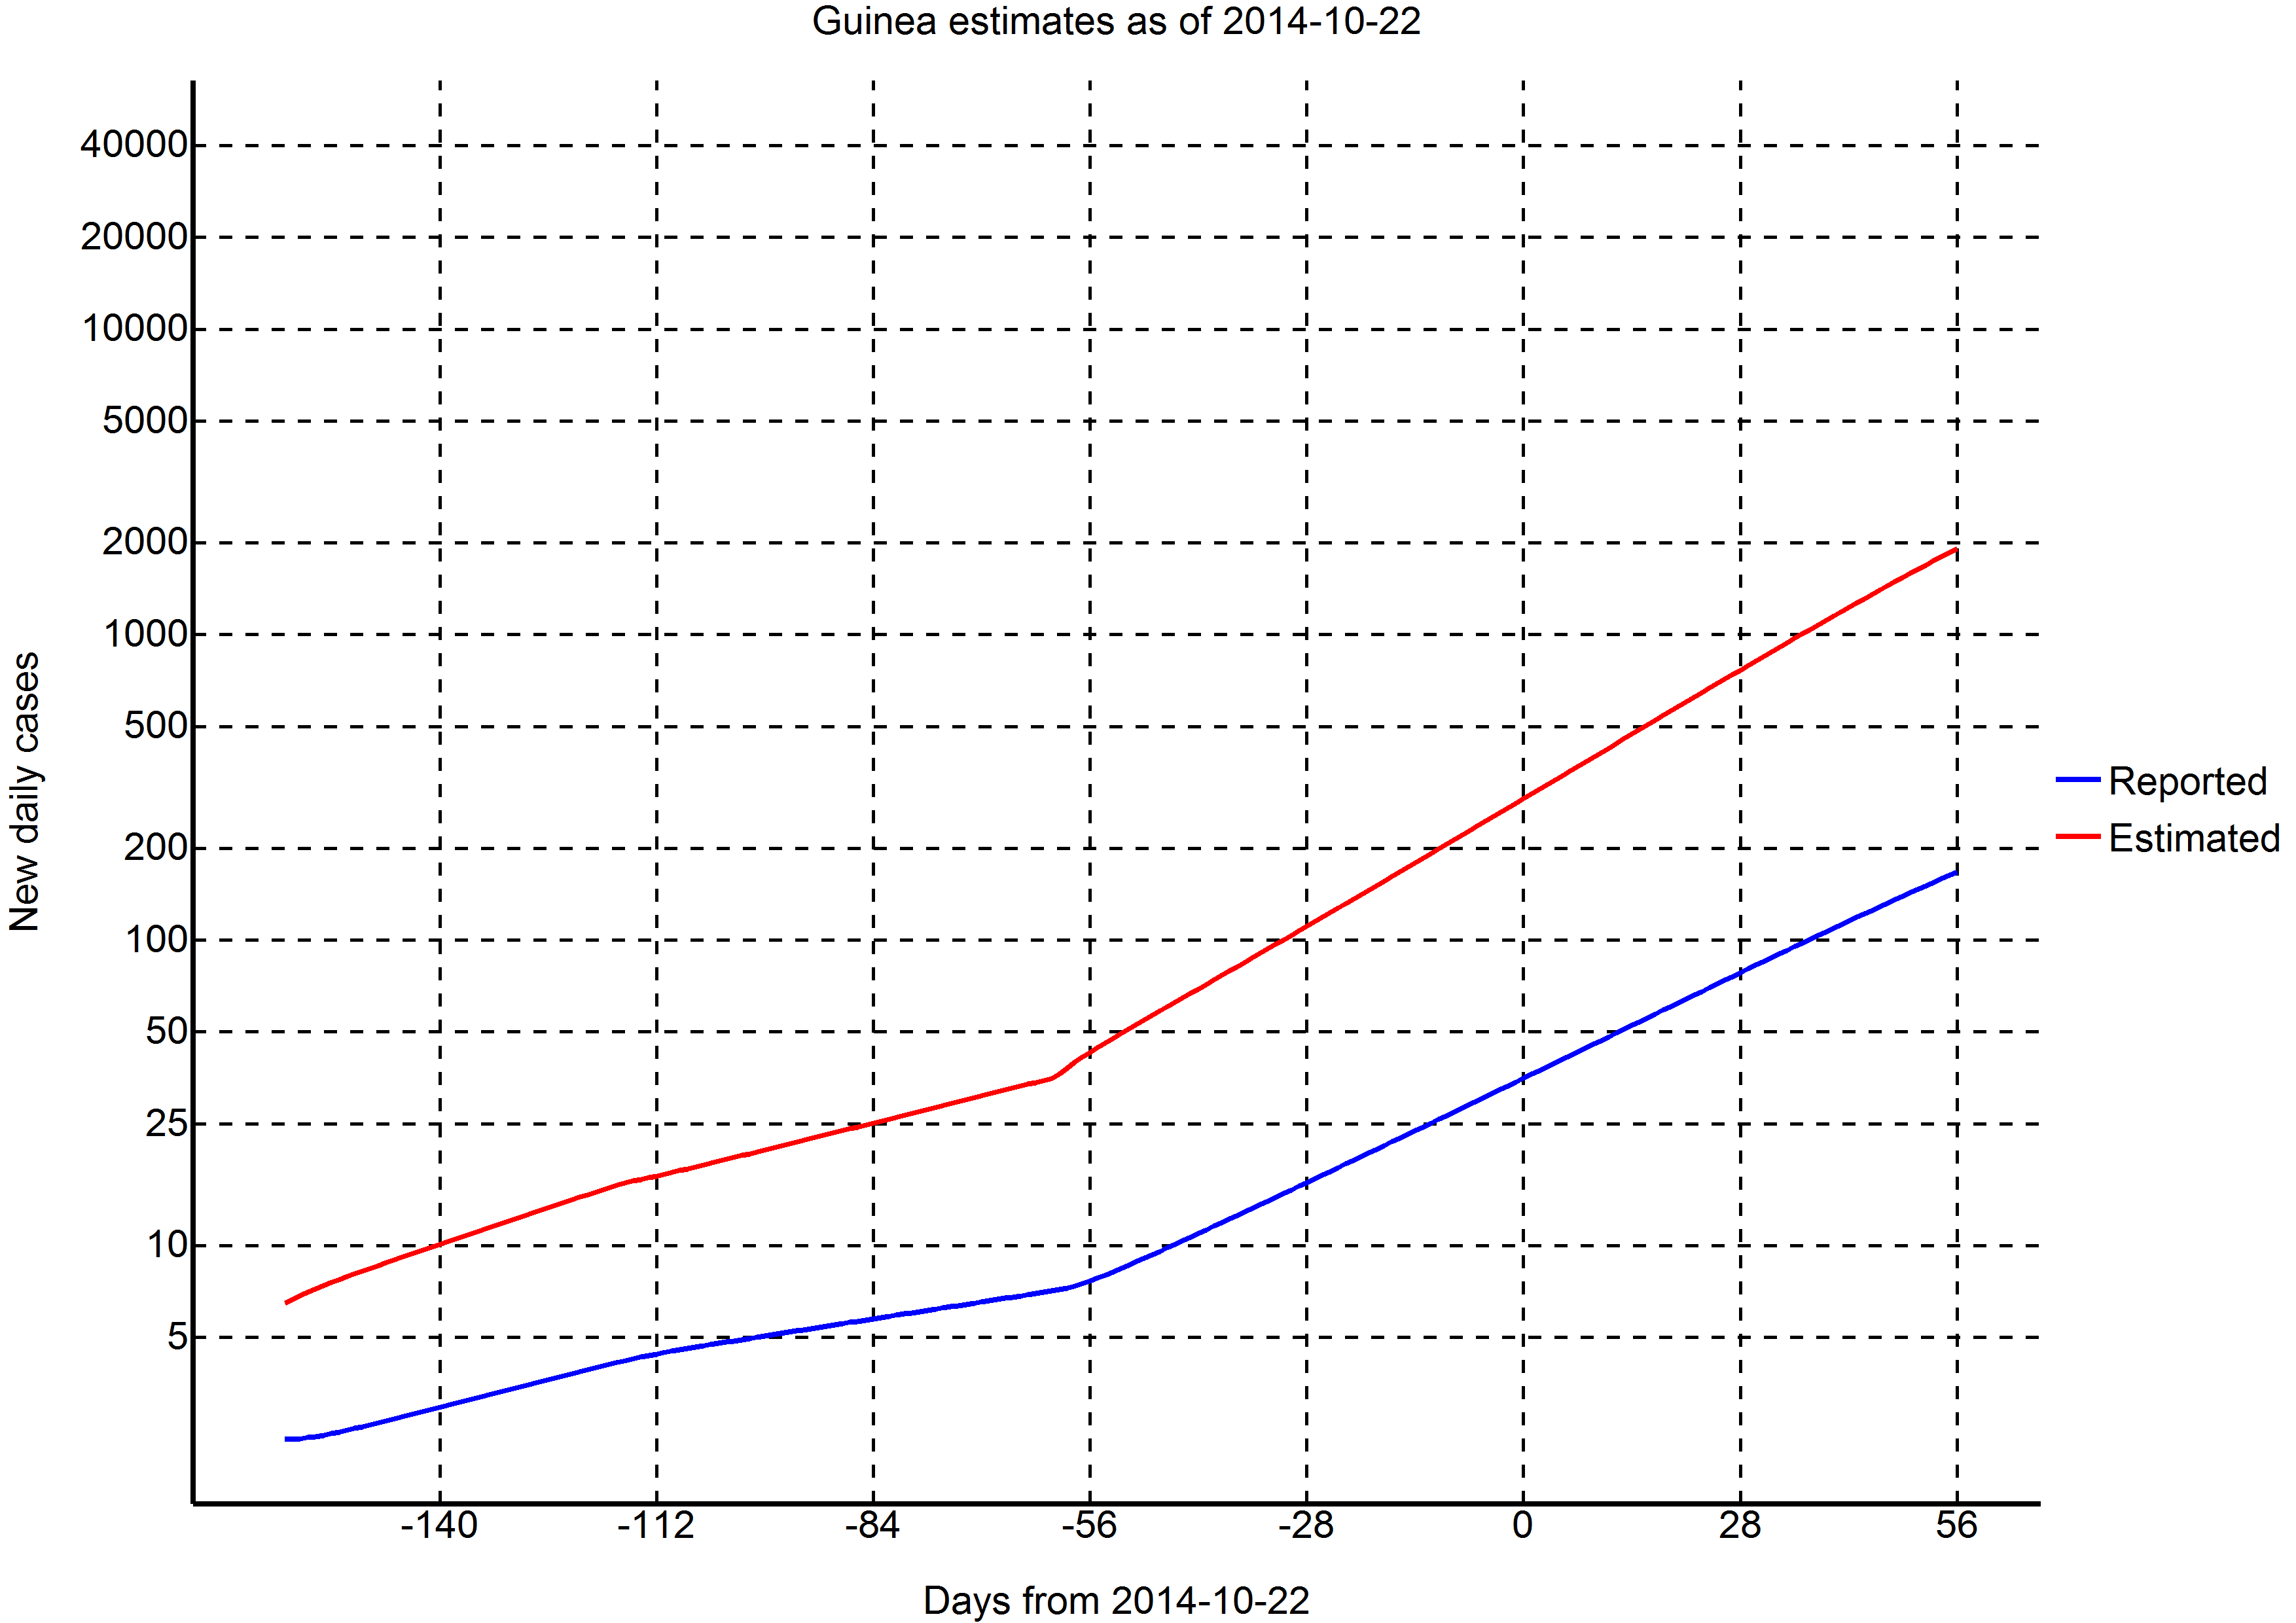 Guinea estimates as of 2014-10-22
40000
20000
10000
5000
2000
1000
500
200
100
50
25
10
5
New daily cases
Reported
Estimated
-140 -112 -84 -56 -28 0 28 56
Days from 2014-10-22